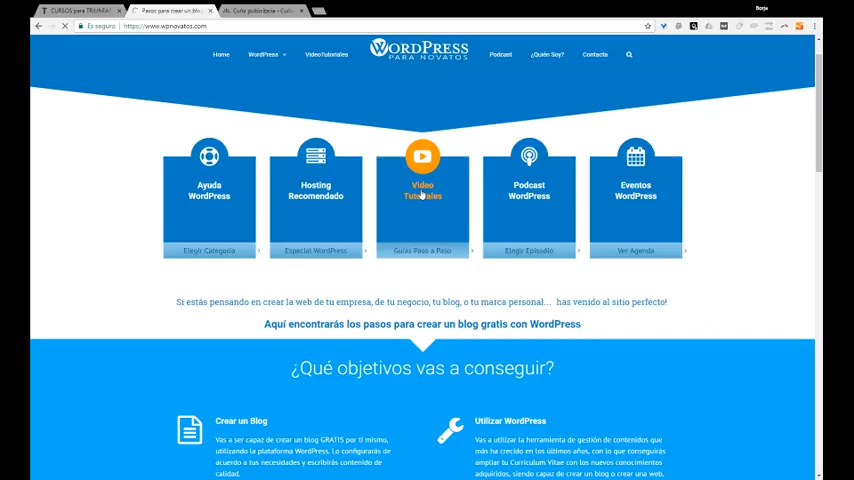 CURSOS para TRIUNFAR
Pasos para crear un blog
Borja
Es seguro
https://www.wpnovatos.com
Home
WordPress
VideoTutoriales
WORDPRESS
PARA NOVATOS
Podcast
¿Quién Soy?
Contacta
Ayuda
WordPress
Hosting
Recomendado
Video
Tutoriales
Podcast
WordPress
Eventos
WordPress
Elegir Categoría
Especial WordPress
Guías Paso a Paso
Elegir Episodio
Ver Agenda
Si estás pensando en crear la web de tu empresa, de tu negocio, tu blog, o tu marca personal… has venido al sitio perfecto!
Aquí encontrarás los pasos para crear un blog gratis con WordPress
¿Qué objetivos vas a conseguir?
Crear un Blog
Vas a ser capaz de crear un blog GRATIS por ti mismo,
utilizando la plataforma WordPress. Lo configurarás de
acuerdo a tus necesidades y escribirás contenido de
calidad.
Utilizar WordPress
Vas a utilizar la herramienta de gestión de contenidos que
más ha crecido en los últimos años, con lo que conseguirás
ampliar tu Curriculum Vitae con los nuevos conocimientos
adquiridos, siendo capaz de crear un blog o crear una web.